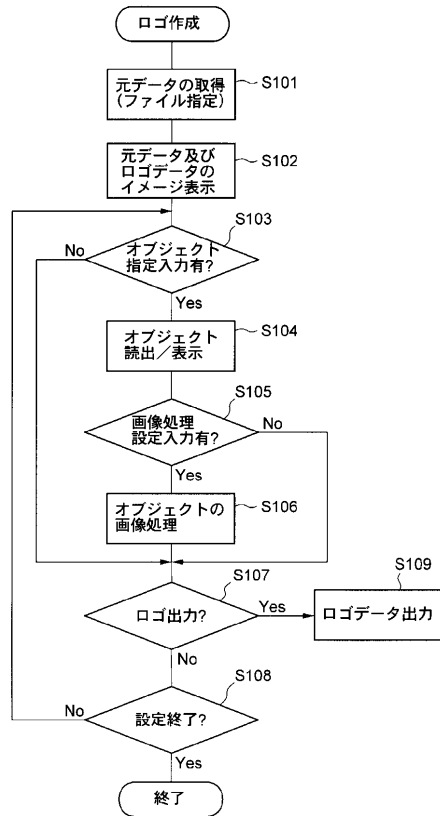 ロゴ作成
元データの取得
(ファイル指定)
S101
元データ及び
ロゴデータの
イメージ表示
S102
S103
No
オブジェクト
指定入力有?
Yes
オブジェクト
読出/表示
S104
S105
画像処理
設定入力有?
No
Yes
オブジェクトの
画像処理
S106
S107
ロゴ出力?
Yes
S109
ロゴデータ出力
No
S108
No
設定終了?
Yes
終了